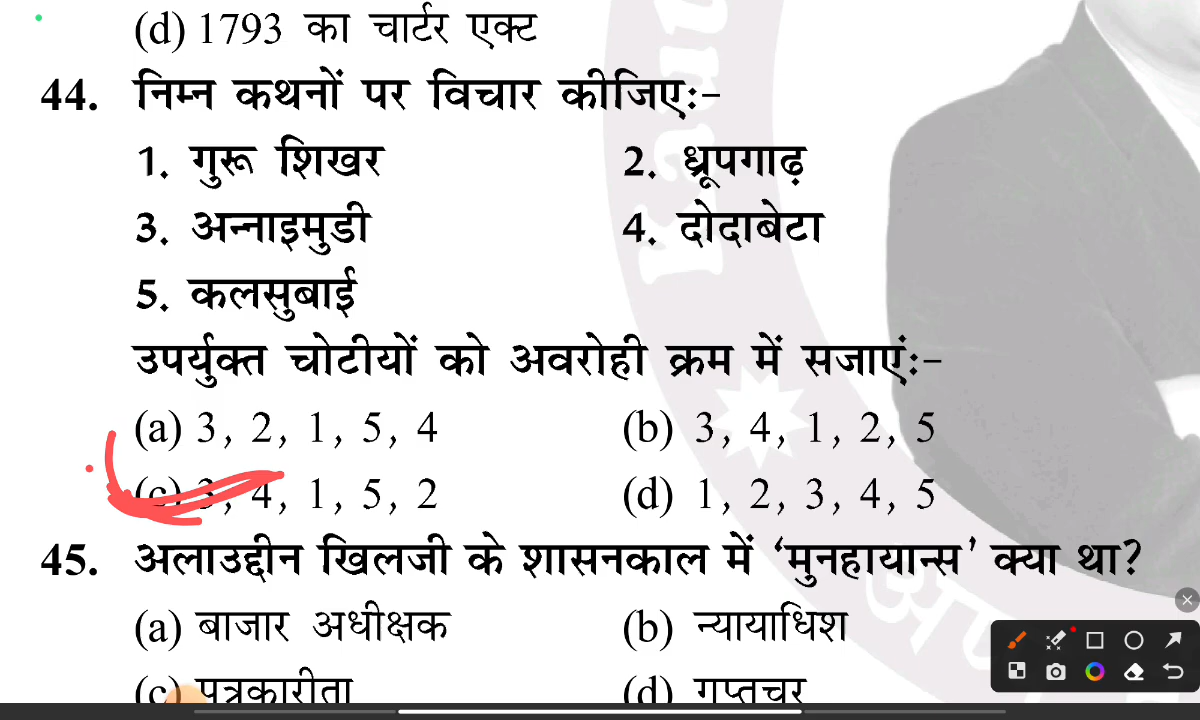 (d) 1793 का चार्टर एक्ट
44. निम्न कथनों पर विचार कीजिए:-
1. गुरू शिखर 2. ध्रूपगाढ़
3. अन्नाइमुडी 4. दोदाबेटा
5. कलसुबाई
उपर्युक्त चोटीयों को अवरोही क्रम में सजाएं:-
(a) 3, 2, 1, 5, 4 (b) 3, 4, 1, 2, 5
(c) 3, 4, 1, 5, 2 (d) 1, 2, 3, 4, 5
45. अलाउद्दीन खिलजी के शासनकाल में ‘मुनहायान्स’ क्या था?
(a) बाजार अधीक्षक (b) न्यायाधिश
(c) पत्रकारीता (d) गुप्तचर